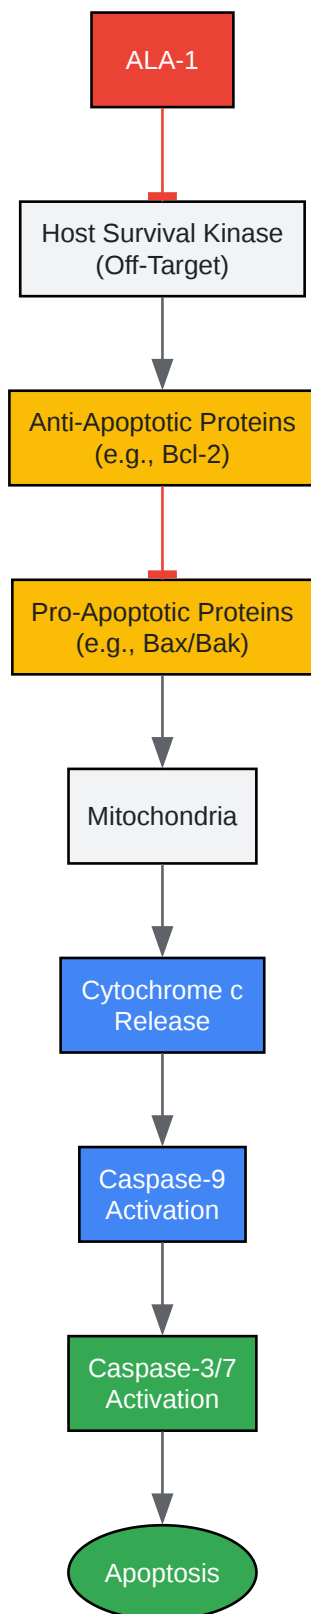 ALA-1
Host Survival Kinase
(Off-Target)
Anti-Apoptotic Proteins
(e.g., Bcl-2)
Pro-Apoptotic Proteins
(e.g., Bax/Bak)
Mitochondria
Cytochrome c
Release
Caspase-9
Activation
Caspase-3/7
Activation
Apoptosis